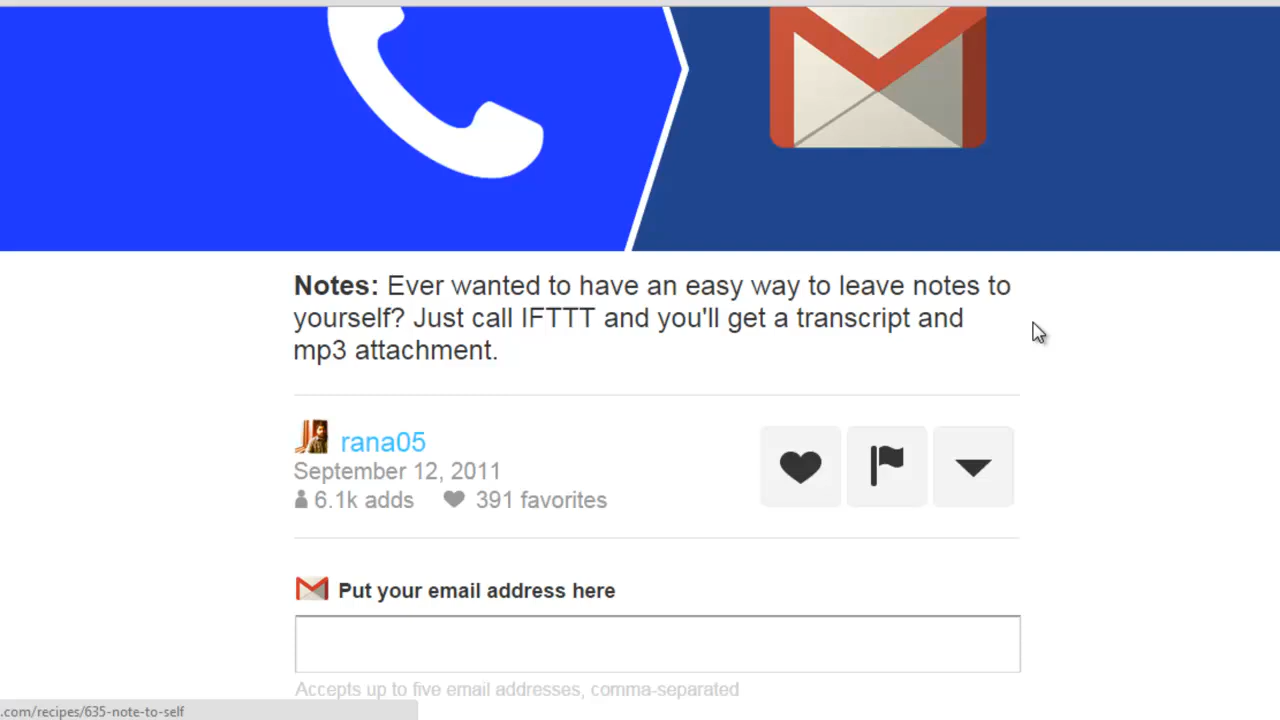 Notes: Ever wanted to have an easy way to leave notes to
yourself? Just call IFTTT and you'll get a transcript and
mp3 attachment.
rana05
September 12, 2011
6.1k adds 391 favorites
Put your email address here
Accepts up to five email addresses, comma-separated
.com/recipes/635-note-to-self